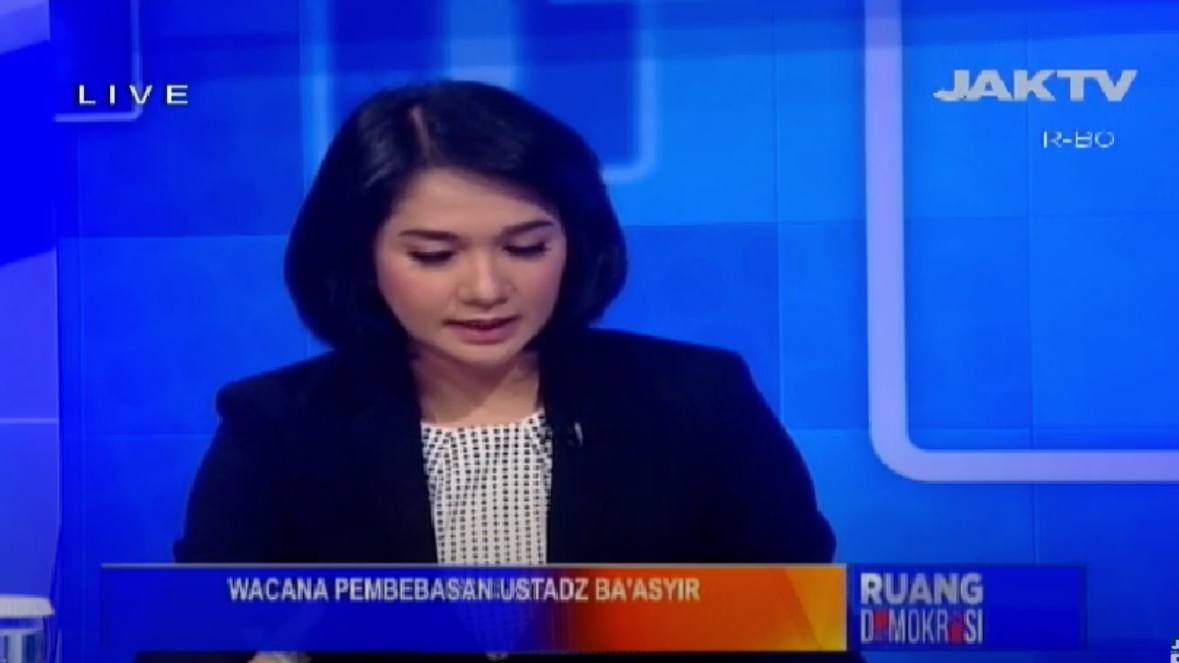 LIVE
JAKTV
R-BO
WACANA PEMBEBASAN USTADZ BA'ASYIR
RUANG
DEMOKRASI